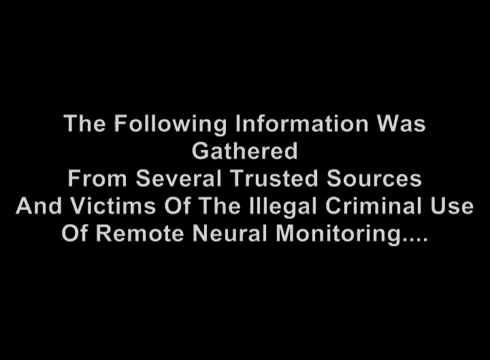 The Following Information Was
Gathered
From Several Trusted Sources
And Victims Of The Illegal Criminal Use
Of Remote Neural Monitoring....